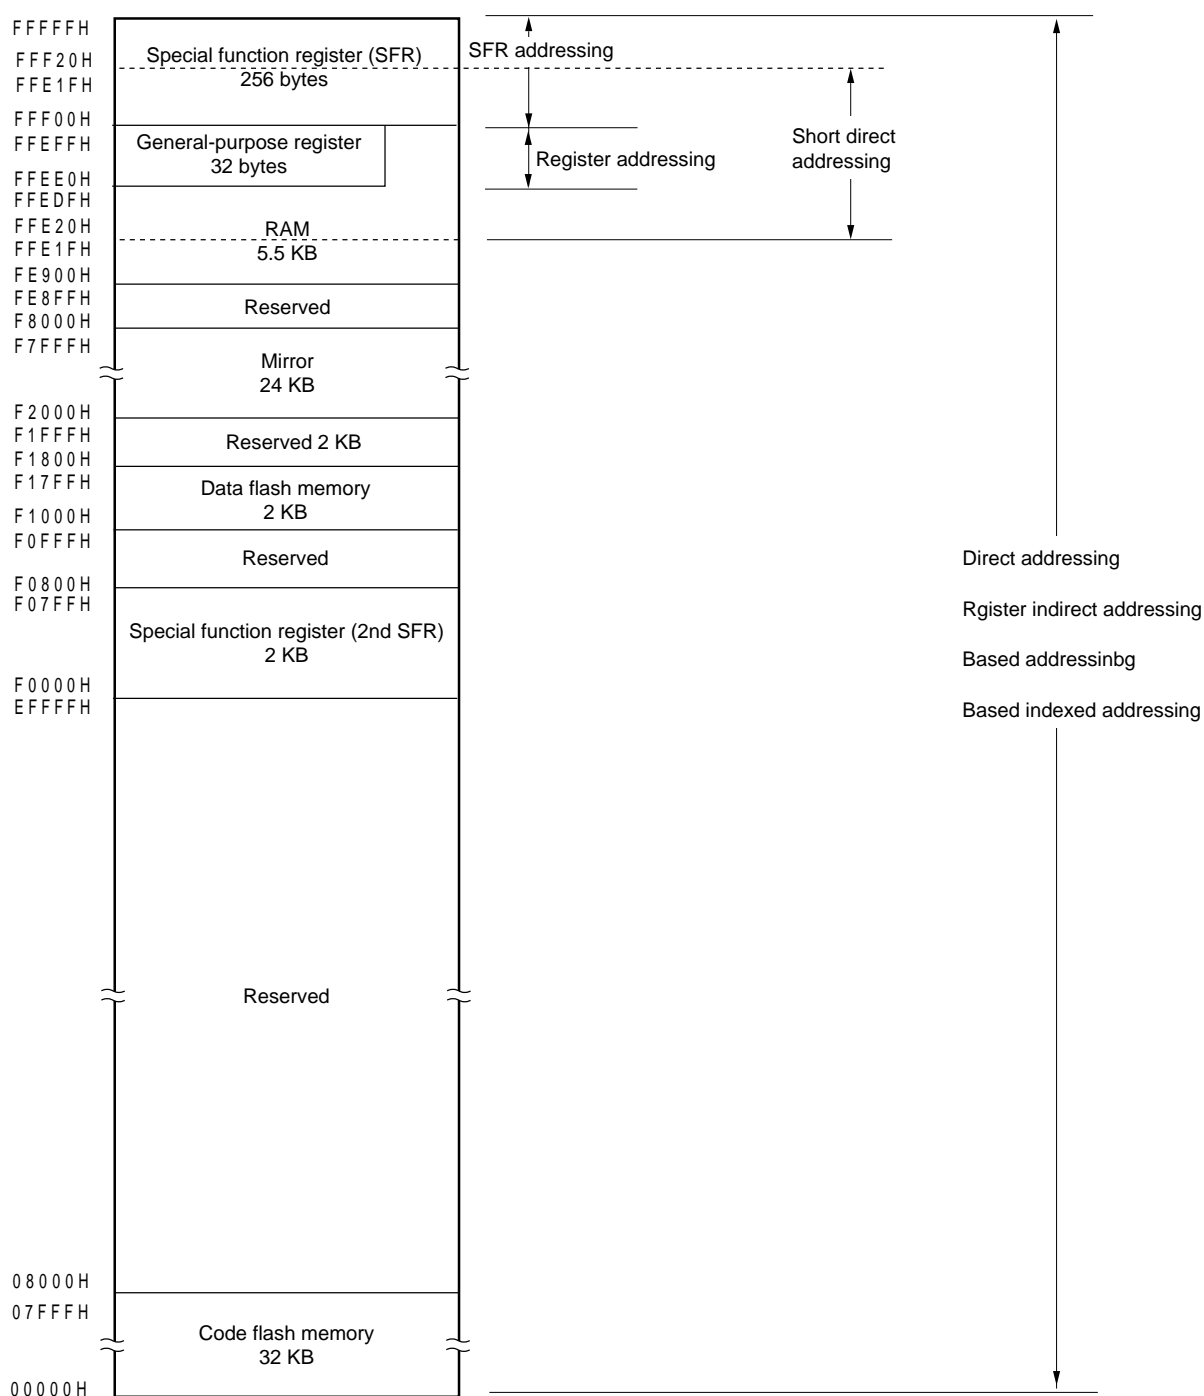 FFFFFH
FFF20H
FFE1FH
FFF00H
FFEFFH
FFEE0H
FFEDFH
FFE20H
FFE1FH
FE900H
FE8FFH
F8000H
F7FFFH
F2000H
F1FFFH
F1800H
F17FFH
F1000H
F0FFFH
F0800H
F07FFH
F0000H
EFFFFH
08000H
07FFFH
00000H
Special function register (SFR)
256 bytes
General-purpose register
32 bytes
RAM
5.5 KB
Reserved
Mirror
24 KB
Reserved 2 KB
Data flash memory
2 KB
Reserved
Special function register (2nd SFR)
2 KB
Reserved
Code flash memory
32 KB
SFR addressing
Register addressing
Short direct
addressing
Direct addressing
Rgister indirect addressing
Based addressinbg
Based indexed addressing